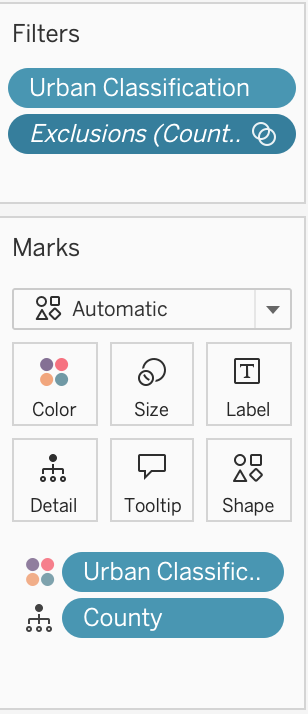 Filters
Urban Classification
Exclusions (Count..
Marks
Automatic
Color
Size
T
Label
Detail
Tooltip
Shape
Urban Classific..
County